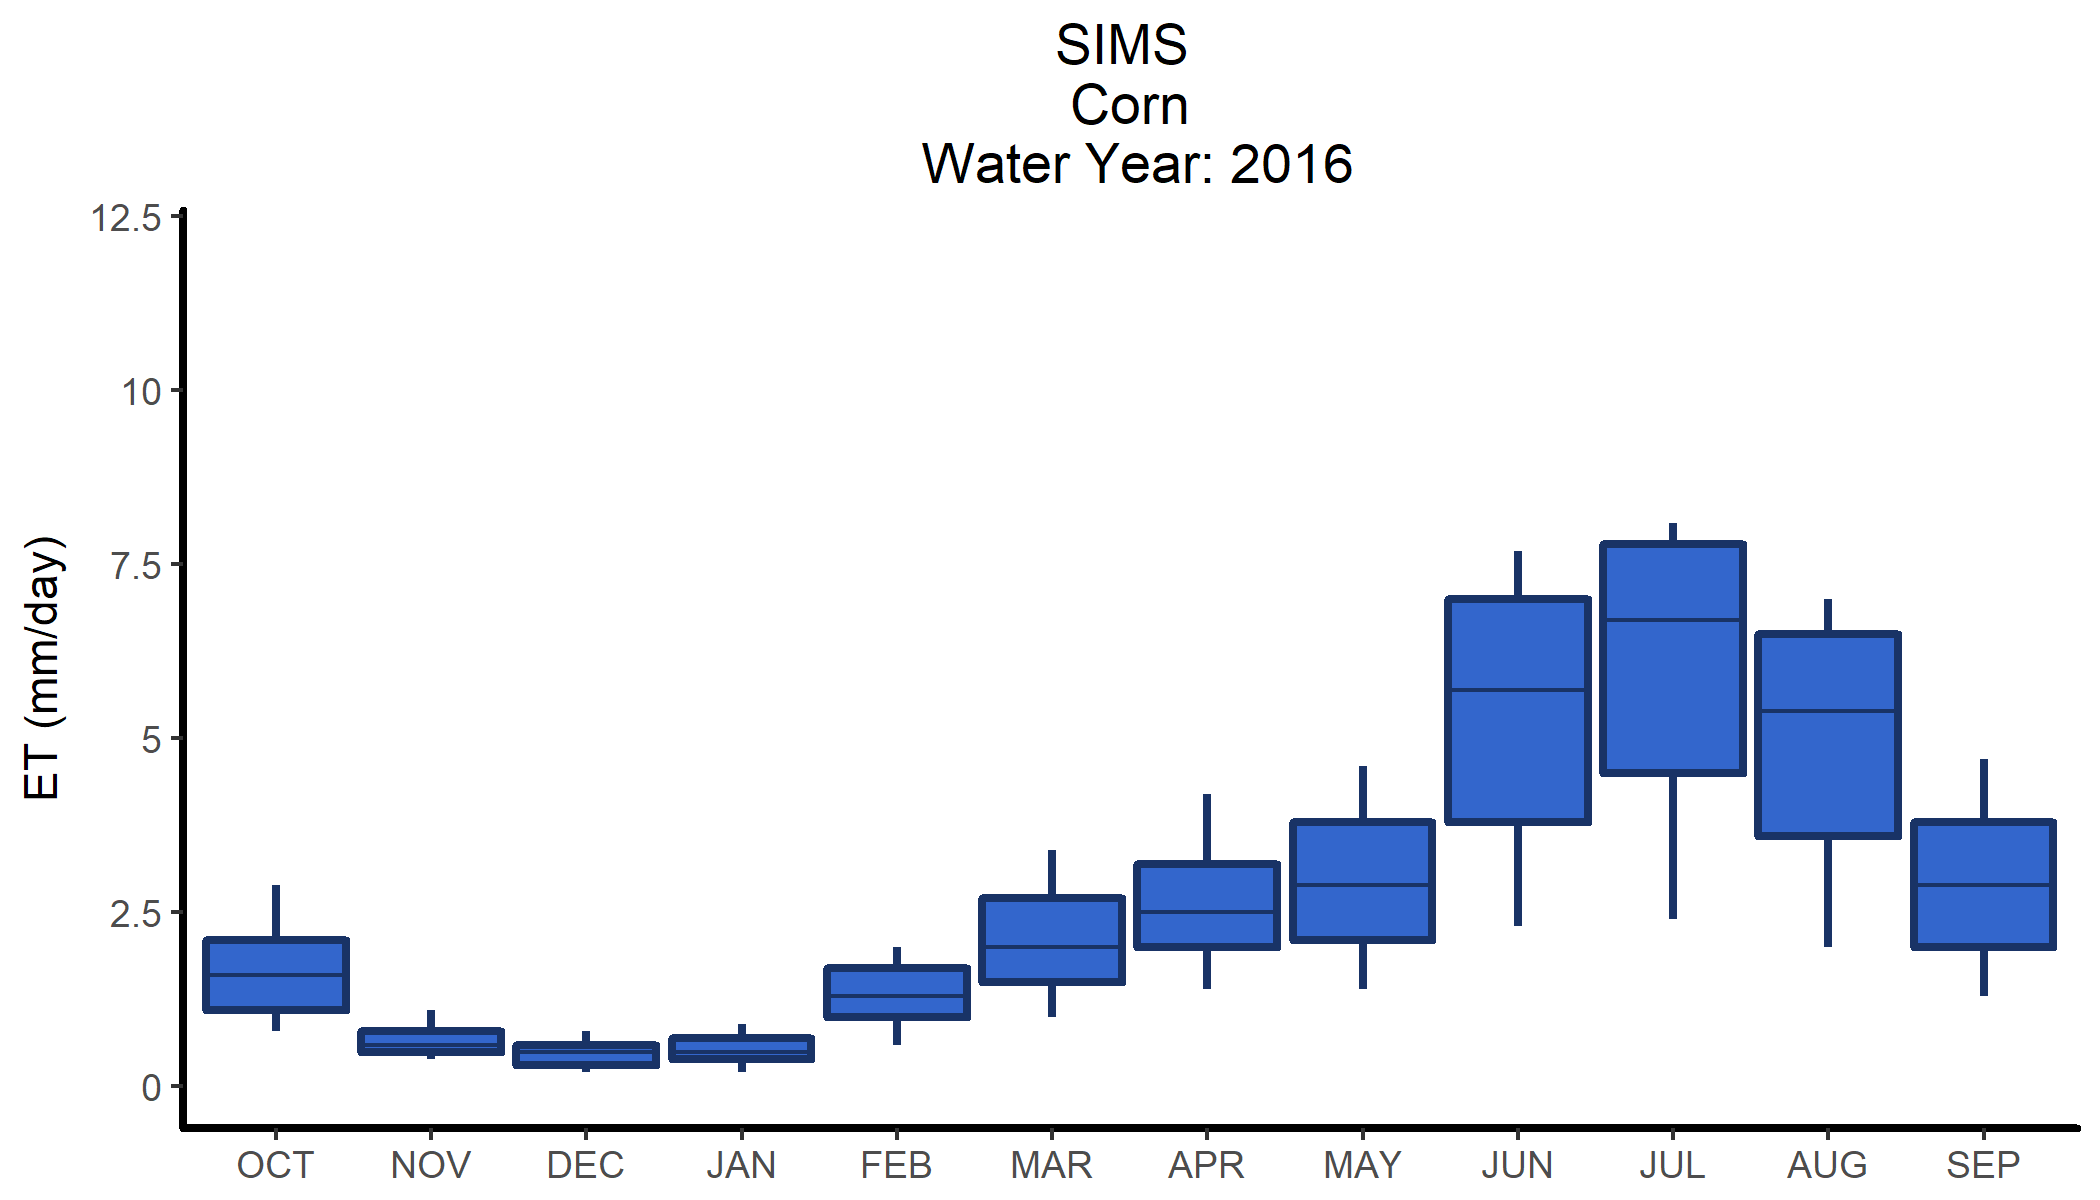 SIMS
Corn
Water Year: 2016
12.5
10
7.5
5
2.5
0
ET (mm/day)
OCT NOV DEC JAN FEB MAR APR MAY JUN JUL AUG SEP